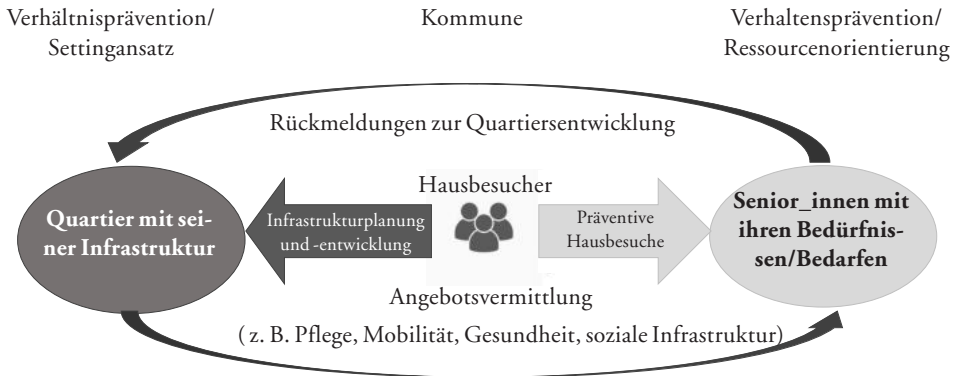 Verhältnisprävention/
Settingansatz
Kommune
Verhaltensprävention/
Ressourcenorientierung
Rückmeldungen zur Quartiersentwicklung
Quartier mit sei-
ner Infrastruktur
Infrastrukturplanung
und -entwicklung
Hausbesucher
Präventive
Hausbesuche
Senior_innen mit
ihren Bedürfnis-
sen/Bedarfen
Angebotsvermittlung
( z. B. Pflege, Mobilität, Gesundheit, soziale Infrastruktur)